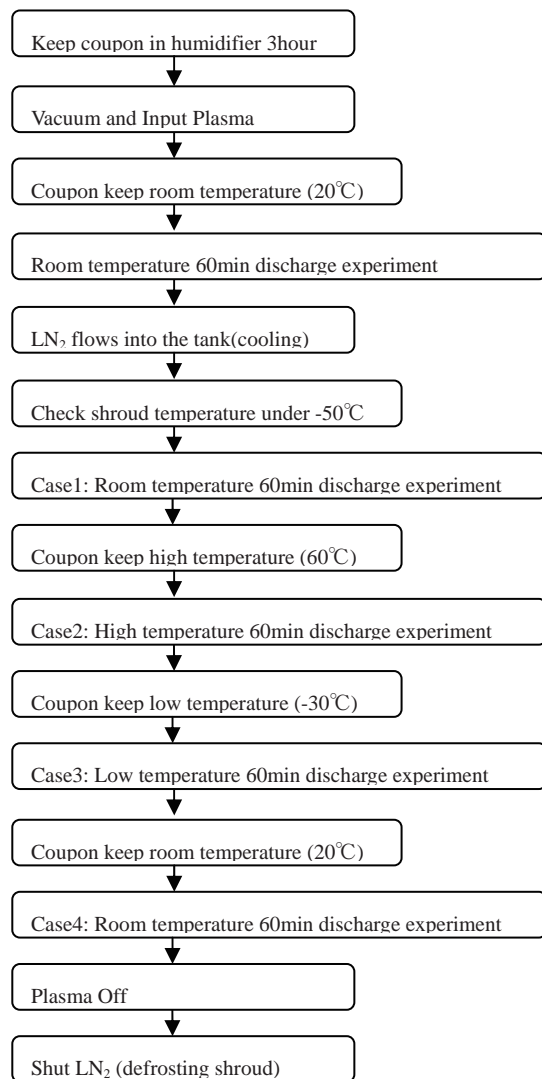 Keep coupon in humidifier 3hour
Vacuum and Input Plasma
Coupon keep room temperature (20℃)
Room temperature 60min discharge experiment
LN₂ flows into the tank(cooling)
Check shroud temperature under -50℃
Case1: Room temperature 60min discharge experiment
Coupon keep high temperature (60℃)
Case2: High temperature 60min discharge experiment
Coupon keep low temperature (-30℃)
Case3: Low temperature 60min discharge experiment
Coupon keep room temperature (20℃)
Case4: Room temperature 60min discharge experiment
Plasma Off
Shut LN₂ (defrosting shroud)